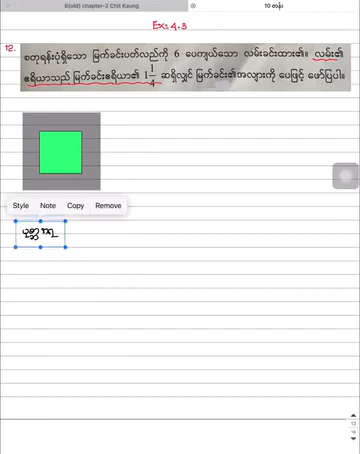 8(old) chapter-2 Chit Kaung
10 တန်း
Ex: 4.3
12.
စတုရန်းပုံရှိသော မြက်ခင်းပတ်လည်ကို 6 ပေကျယ်သော လမ်းခင်းထား၏။ လမ်း၏
ဧရိယာသည် မြက်ခင်းဧရိယာ၏ 1 1/4 ဆရှိလျှင် မြက်ခင်း၏အလျားကို ပေဖြင့် ဖော်ပြပါ။
Style Note Copy Remove